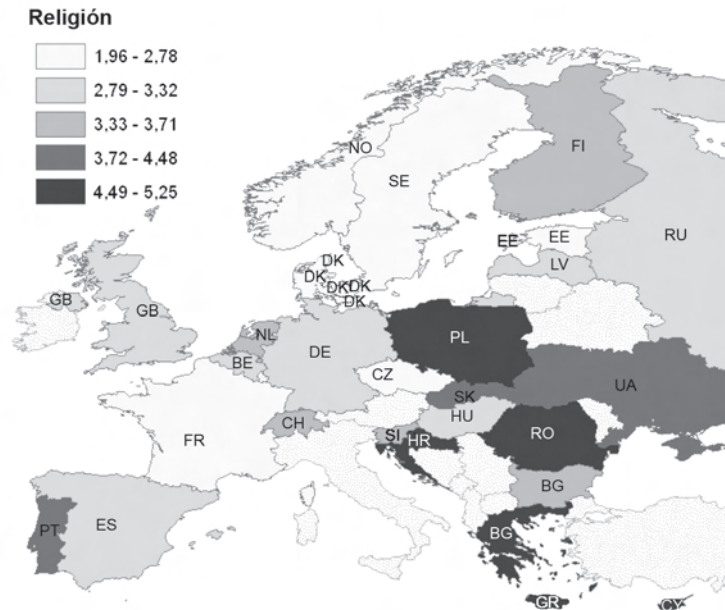 Religión
1,96 - 2,78
2,79 - 3,32
3,33 - 3,71
3,72 - 4,48
4,49 - 5,25
NO
FI
SE
RU
EE
EE
LV
DK
DK
DK
DK
DK
GB
GB
NL
PL
DE
BE
CZ
UA
SK
HU
CH
FR
SI
HR
RO
BG
ES
PT
BG
GR
CY